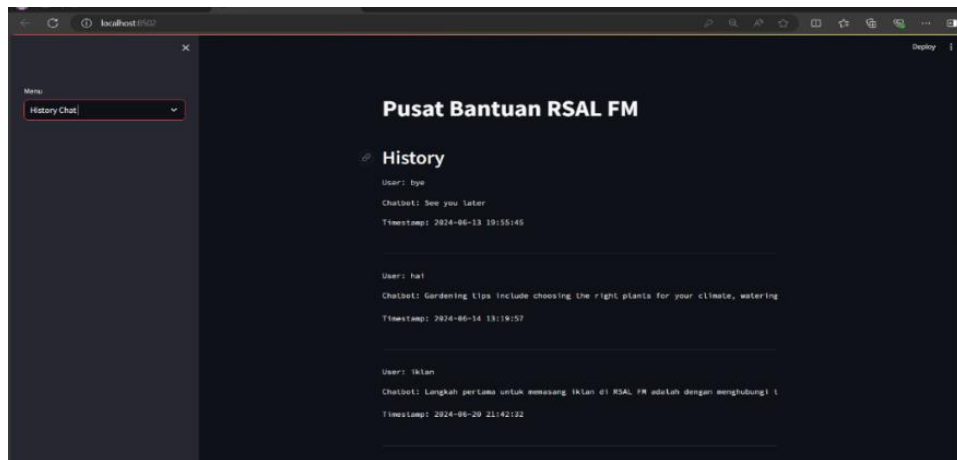 localhost:8502
Deploy
Menu
History Chat
Pusat Bantuan RSAL FM
History
User: bye
Chatbot: See you later
Timestamp: 2024-06-13 19:55:45
User: hai
Chatbot: Gardening tips include choosing the right plants for your climate, watering
Timestamp: 2024-06-14 13:19:57
User: iklan
Chatbot: Langkah pertama untuk memasang iklan di RSAL FM adalah dengan menghubungi t
Timestamp: 2024-06-20 21:42:32